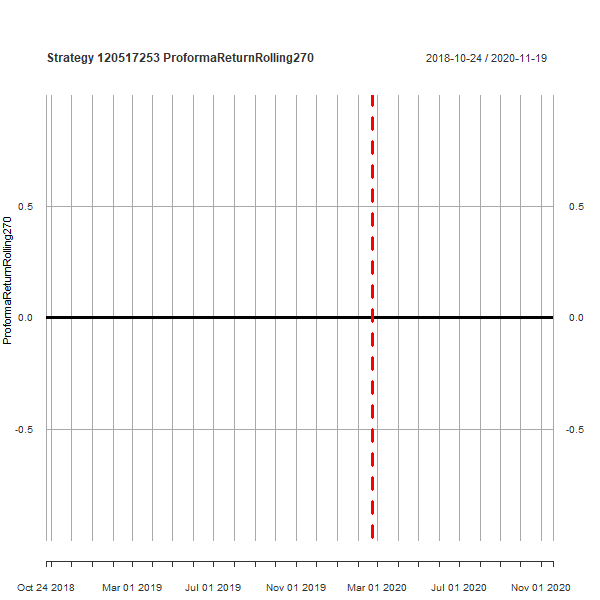 Strategy 120517253 ProformaReturnRolling270
2018-10-24 / 2020-11-19
ProformaReturnRolling270
0.5
0.5
0.0
0.0
-0.5
-0.5
Oct 24 2018
Mar 01 2019
Jul 01 2019
Nov 01 2019
Mar 01 2020
Jul 01 2020
Nov 01 2020